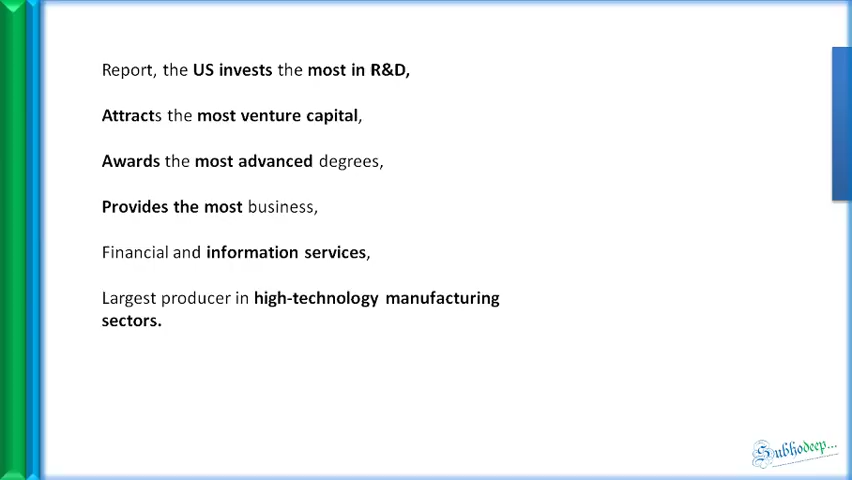 Report, the US invests the most in R&D,
Attracts the most venture capital,
Awards the most advanced degrees,
Provides the most business,
Financial and information services,
Largest producer in high-technology manufacturing
sectors.
Subhodeep...